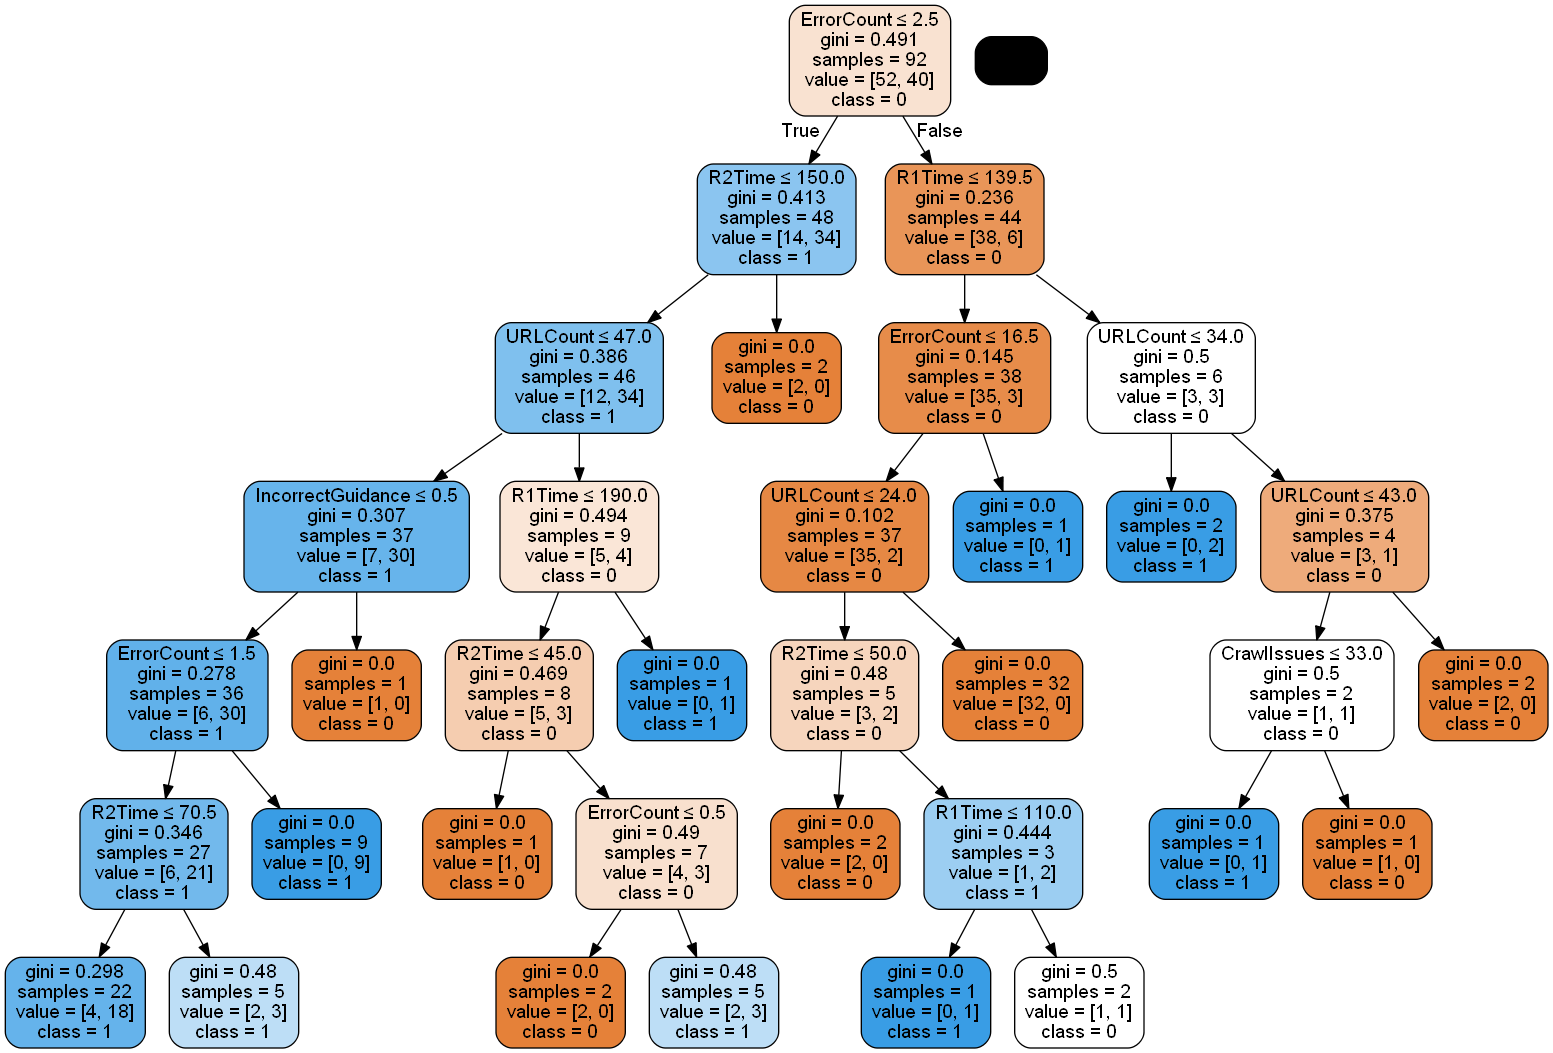 ErrorCount ≤ 2.5
gini = 0.491
samples = 92
value = [52, 40]
class = 0
True
False
R2Time ≤ 150.0
gini = 0.413
samples = 48
value = [14, 34]
class = 1
R1Time ≤ 139.5
gini = 0.236
samples = 44
value = [38, 6]
class = 0
URLCount ≤ 47.0
gini = 0.386
samples = 46
value = [12, 34]
class = 1
gini = 0.0
samples = 2
value = [2, 0]
class = 0
ErrorCount ≤ 16.5
gini = 0.145
samples = 38
value = [35, 3]
class = 0
URLCount ≤ 34.0
gini = 0.5
samples = 6
value = [3, 3]
class = 0
IncorrectGuidance ≤ 0.5
gini = 0.307
samples = 37
value = [7, 30]
class = 1
R1Time ≤ 190.0
gini = 0.494
samples = 9
value = [5, 4]
class = 0
URLCount ≤ 24.0
gini = 0.102
samples = 37
value = [35, 2]
class = 0
gini = 0.0
samples = 1
value = [0, 1]
class = 1
gini = 0.0
samples = 2
value = [0, 2]
class = 1
URLCount ≤ 43.0
gini = 0.375
samples = 4
value = [3, 1]
class = 0
ErrorCount ≤ 1.5
gini = 0.278
samples = 36
value = [6, 30]
class = 1
gini = 0.0
samples = 1
value = [1, 0]
class = 0
R2Time ≤ 45.0
gini = 0.469
samples = 8
value = [5, 3]
class = 0
gini = 0.0
samples = 1
value = [0, 1]
class = 1
R2Time ≤ 50.0
gini = 0.48
samples = 5
value = [3, 2]
class = 0
gini = 0.0
samples = 32
value = [32, 0]
class = 0
CrawlIssues ≤ 33.0
gini = 0.5
samples = 2
value = [1, 1]
class = 0
gini = 0.0
samples = 2
value = [2, 0]
class = 0
R2Time ≤ 70.5
gini = 0.346
samples = 27
value = [6, 21]
class = 1
gini = 0.0
samples = 9
value = [0, 9]
class = 1
gini = 0.0
samples = 1
value = [1, 0]
class = 0
ErrorCount ≤ 0.5
gini = 0.49
samples = 7
value = [4, 3]
class = 0
gini = 0.0
samples = 2
value = [2, 0]
class = 0
R1Time ≤ 110.0
gini = 0.444
samples = 3
value = [1, 2]
class = 1
gini = 0.0
samples = 1
value = [0, 1]
class = 1
gini = 0.0
samples = 1
value = [1, 0]
class = 0
gini = 0.298
samples = 22
value = [4, 18]
class = 1
gini = 0.48
samples = 5
value = [2, 3]
class = 1
gini = 0.0
samples = 2
value = [2, 0]
class = 0
gini = 0.48
samples = 5
value = [2, 3]
class = 1
gini = 0.0
samples = 1
value = [0, 1]
class = 1
gini = 0.5
samples = 2
value = [1, 1]
class = 0